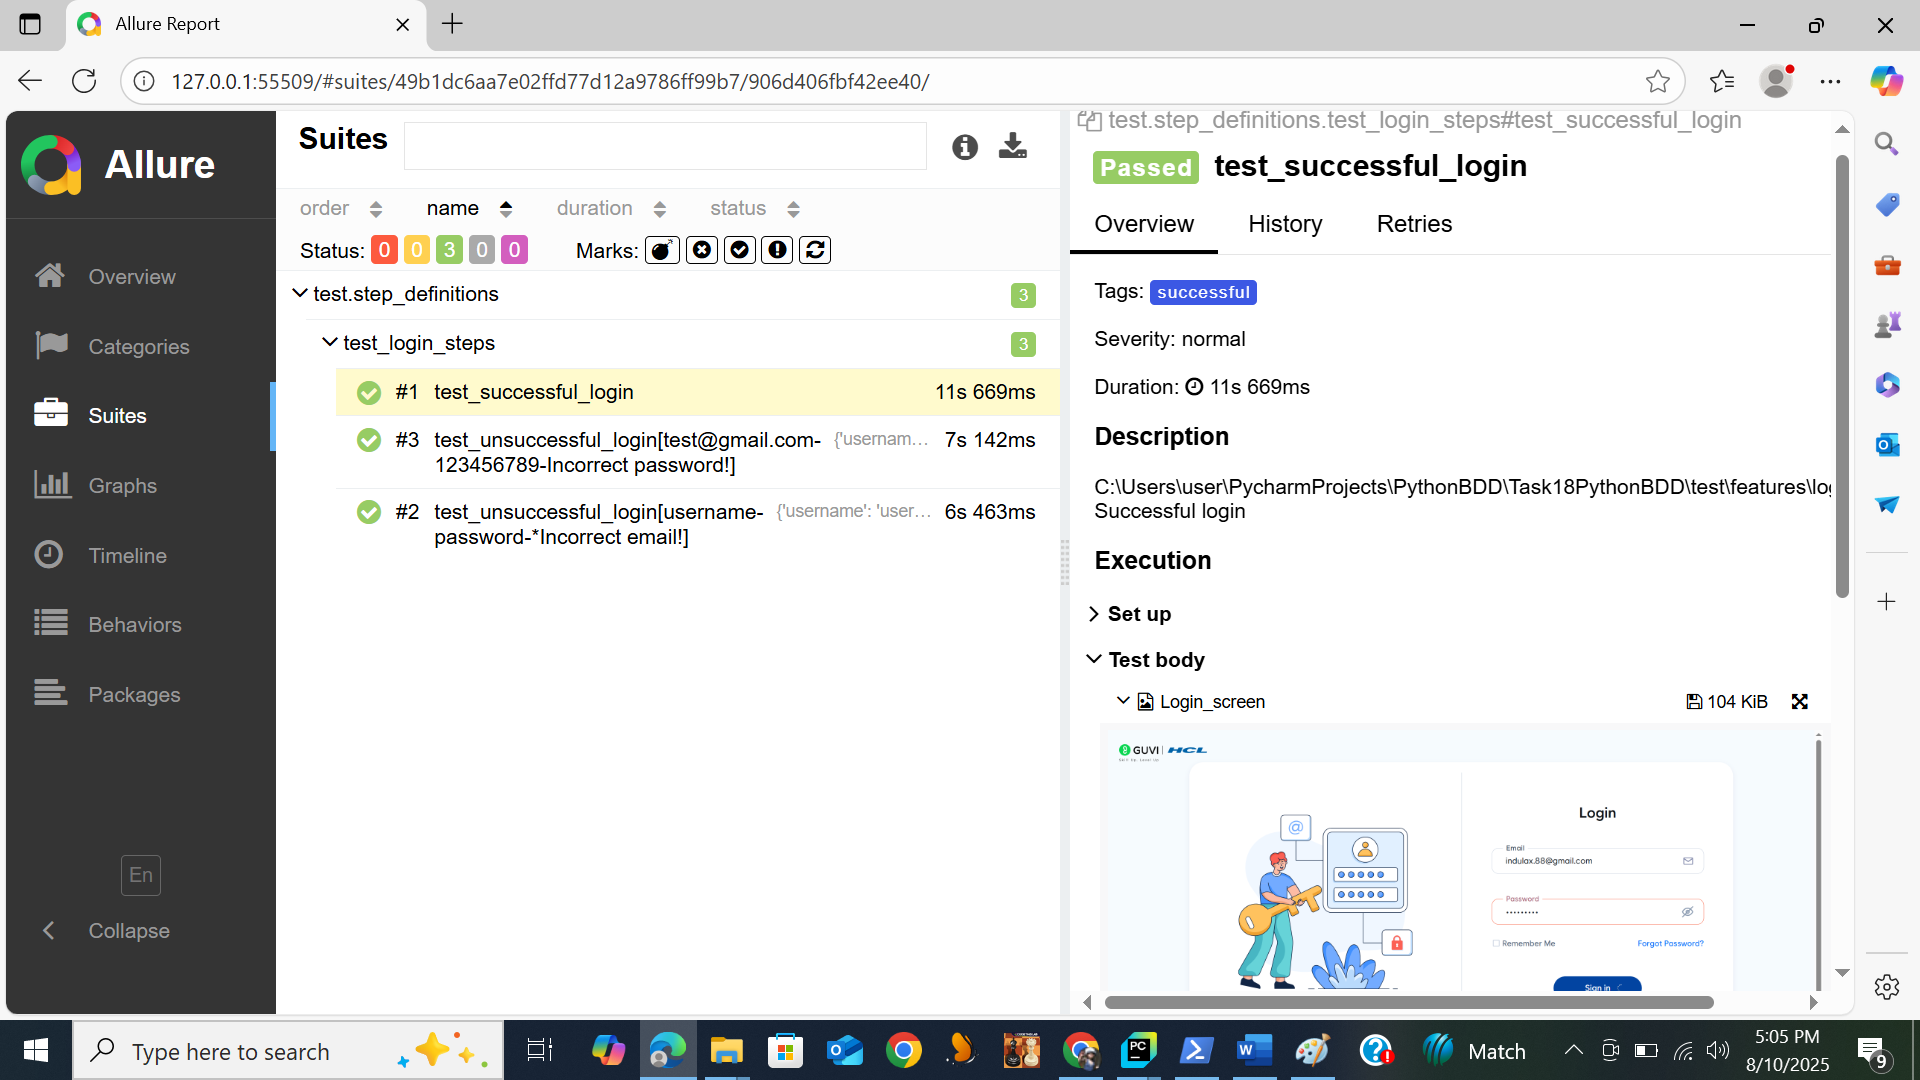 Allure Report
127.0.0.1:55509/#suites/49b1dc6aa7e02ffd77d12a9786ff99b7/906d406fbf42ee40/
Allure
Overview
Categories
Suites
Graphs
Timeline
Behaviors
Packages
En
Collapse
Suites
order name duration status
Status: 0 0 3 0 0 Marks:
test.step_definitions 3
test_login_steps 3
#1 test_successful_login 11s 669ms
#3 test_unsuccessful_login[test@gmail.com- {'usernam... 7s 142ms
123456789-Incorrect password!]
#2 test_unsuccessful_login[username- {'username': 'user... 6s 463ms
password-*Incorrect email!]
test.step_definitions.test_login_steps#test_successful_login
Passed test_successful_login
Overview History Retries
Tags: successful
Severity: normal
Duration: 11s 669ms
Description
C:\Users\user\PycharmProjects\PythonBDD\Task18PythonBDD\test\features\lo
Successful login
Execution
Set up
Test body
Login_screen 104 KiB
GUVI | HCL
Login
Email
indulax.88@gmail.com
Password
Remember Me Forgot Password?
Sign in
Type here to search
PC
W
Match
5:05 PM
8/10/2025
9